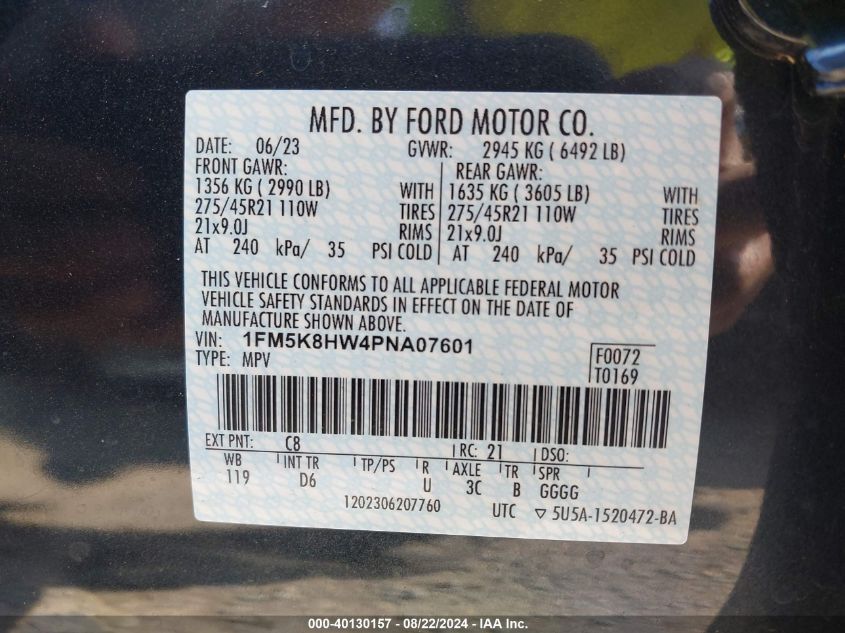 MFD. BY FORD MOTOR CO.
DATE: 06/23 GVWR: 2945 KG ( 6492 LB)
FRONT GAWR: REAR GAWR:
1356 KG ( 2990 LB) WITH 1635 KG ( 3605 LB) WITH
275/45R21 110W TIRES 275/45R21 110W TIRES
21x9.0J RIMS 21x9.0J RIMS
AT 240 kPa/ 35 PSI COLD AT 240 kPa/ 35 PSI COLD
THIS VEHICLE CONFORMS TO ALL APPLICABLE FEDERAL MOTOR
VEHICLE SAFETY STANDARDS IN EFFECT ON THE DATE OF
MANUFACTURE SHOWN ABOVE.
VIN: 1FM5K8HW4PNA07601 F0072
TYPE: MPV T0169
EXT PNT: C8 RC: 21 DSO:
WB INT TR TP/PS R AXLE TR SPR
119 D6 U 3C B GGGG
1202306207760 UTC ▽ 5U5A-1520472-BA
000-40130157 - 08/22/2024 - IAA Inc.